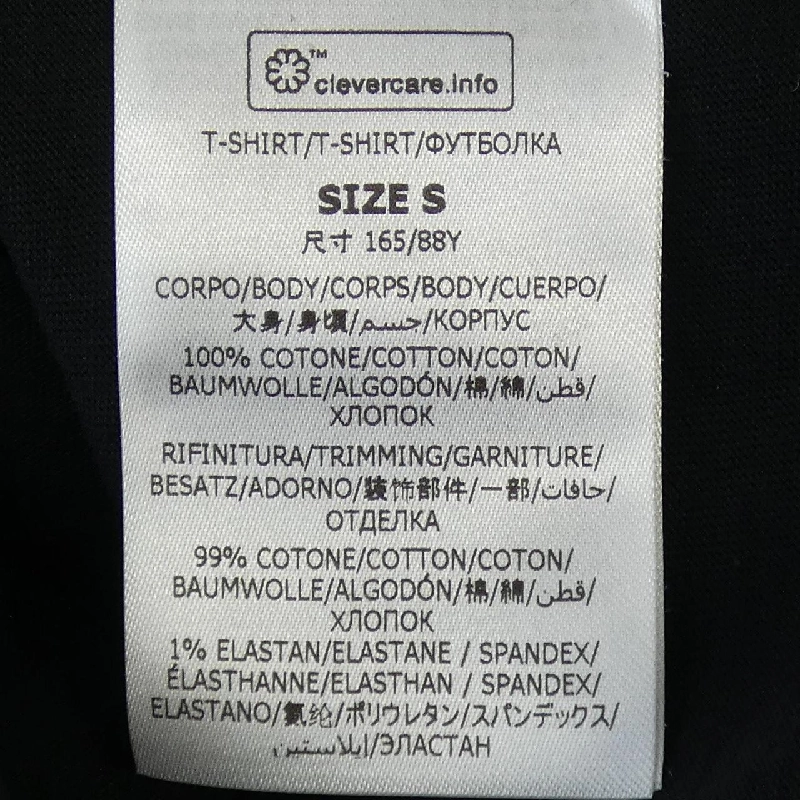 ™
clevercare.info
T-SHIRT/T-SHIRT/ФУТБОЛКА
SIZE S
尺寸 165/88Y
CORPO/BODY/CORPS/BODY/CUERPO/
大身/身頃/جسم/КОРПУС
100% COTONE/COTTON/COTON/
BAUMWOLLE/ALGODÓN/棉/綿/قطن/
ХЛОПОК
RIFINITURA/TRIMMING/GARNITURE/
BESATZ/ADORNO/装饰部件/一部/حافات/
ОТДЕЛКА
99% COTONE/COTTON/COTON/
BAUMWOLLE/ALGODÓN/棉/綿/قطن/
ХЛОПОК
1% ELASTAN/ELASTANE / SPANDEX/
ÉLASTHANNE/ELASTHAN / SPANDEX/
ELASTANO/氨纶/ポリウレタン/スパンデックス/
إيلاستين/ЭЛАСТАН